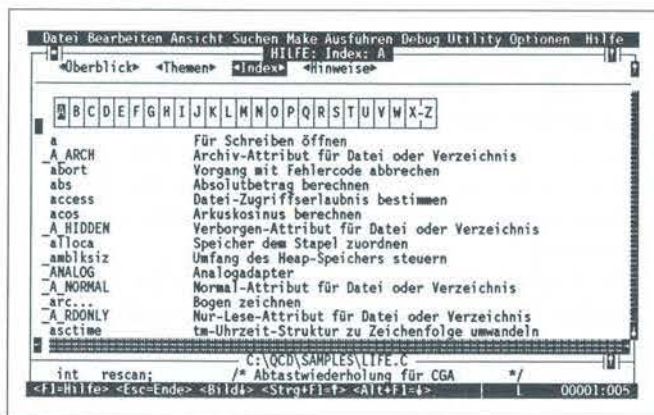 Datei Bearbeiten Ansicht Suchen Make Ausführen Debug Utility Optionen Hilfe
HILFE: Index: A
◄Überblick► ◄Themen► ◄Index► ◄Hinweise►
A B C D E F G H I J K L M N O P Q R S T U V W X-Z
a Für Schreiben öffnen
_A_ARCH Archiv-Attribut für Datei oder Verzeichnis
abort Vorgang mit Fehlercode abbrechen
abs Absolutbetrag berechnen
access Datei-Zugriffserlaubnis bestimmen
acos Arkuskosinus berechnen
_A_HIDDEN Verborgen-Attribut für Datei oder Verzeichnis
alloca Speicher dem Stapel zuordnen
_amblksiz Umfang des Heap-Speichers steuern
_ANALOG Analogadapter
_A_NORMAL Normal-Attribut für Datei oder Verzeichnis
arc... Bogen zeichnen
_A_RDONLY Nur-Lese-Attribut für Datei oder Verzeichnis
asctime tm-Uhrzeit-Struktur zu Zeichenfolge umwandeln
C:\QCD\SAMPLES\LIFE.C
int rescan; /* Abtastwiederholung für CGA */
<F1=Hilfe> <Esc=Ende> <Bild↓> <Strg+F1=↑> <Alt+F1=↓> L 00001:005